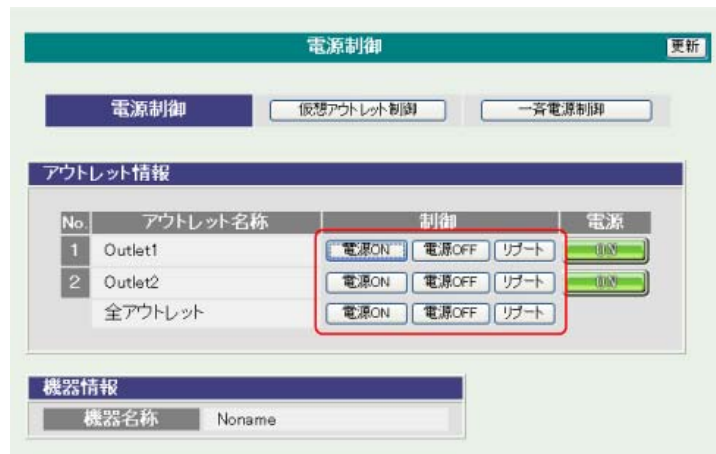 電源制御 更新
電源制御 仮想アウトレット制御 一斉電源制御
アウトレット情報
No. アウトレット名称 制御 電源
1 Outlet1 電源ON 電源OFF リブート ON
2 Outlet2 電源ON 電源OFF リブート ON
全アウトレット 電源ON 電源OFF リブート
機器情報
機器名称 Noname